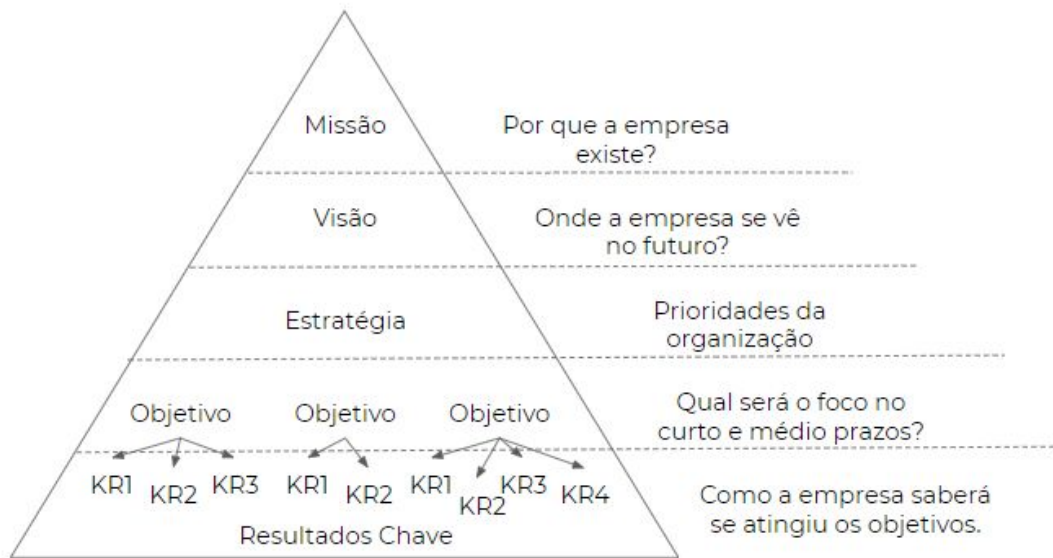 Missão
Por que a empresa
existe?
Visão
Onde a empresa se vê
no futuro?
Estratégia
Prioridades da
organização
Objetivo Objetivo Objetivo
Qual será o foco no
curto e médio prazos?
KR1 KR2 KR3 KR1 KR2 KR1 KR2 KR3 KR4
Resultados Chave
Como a empresa saberá
se atingiu os objetivos.